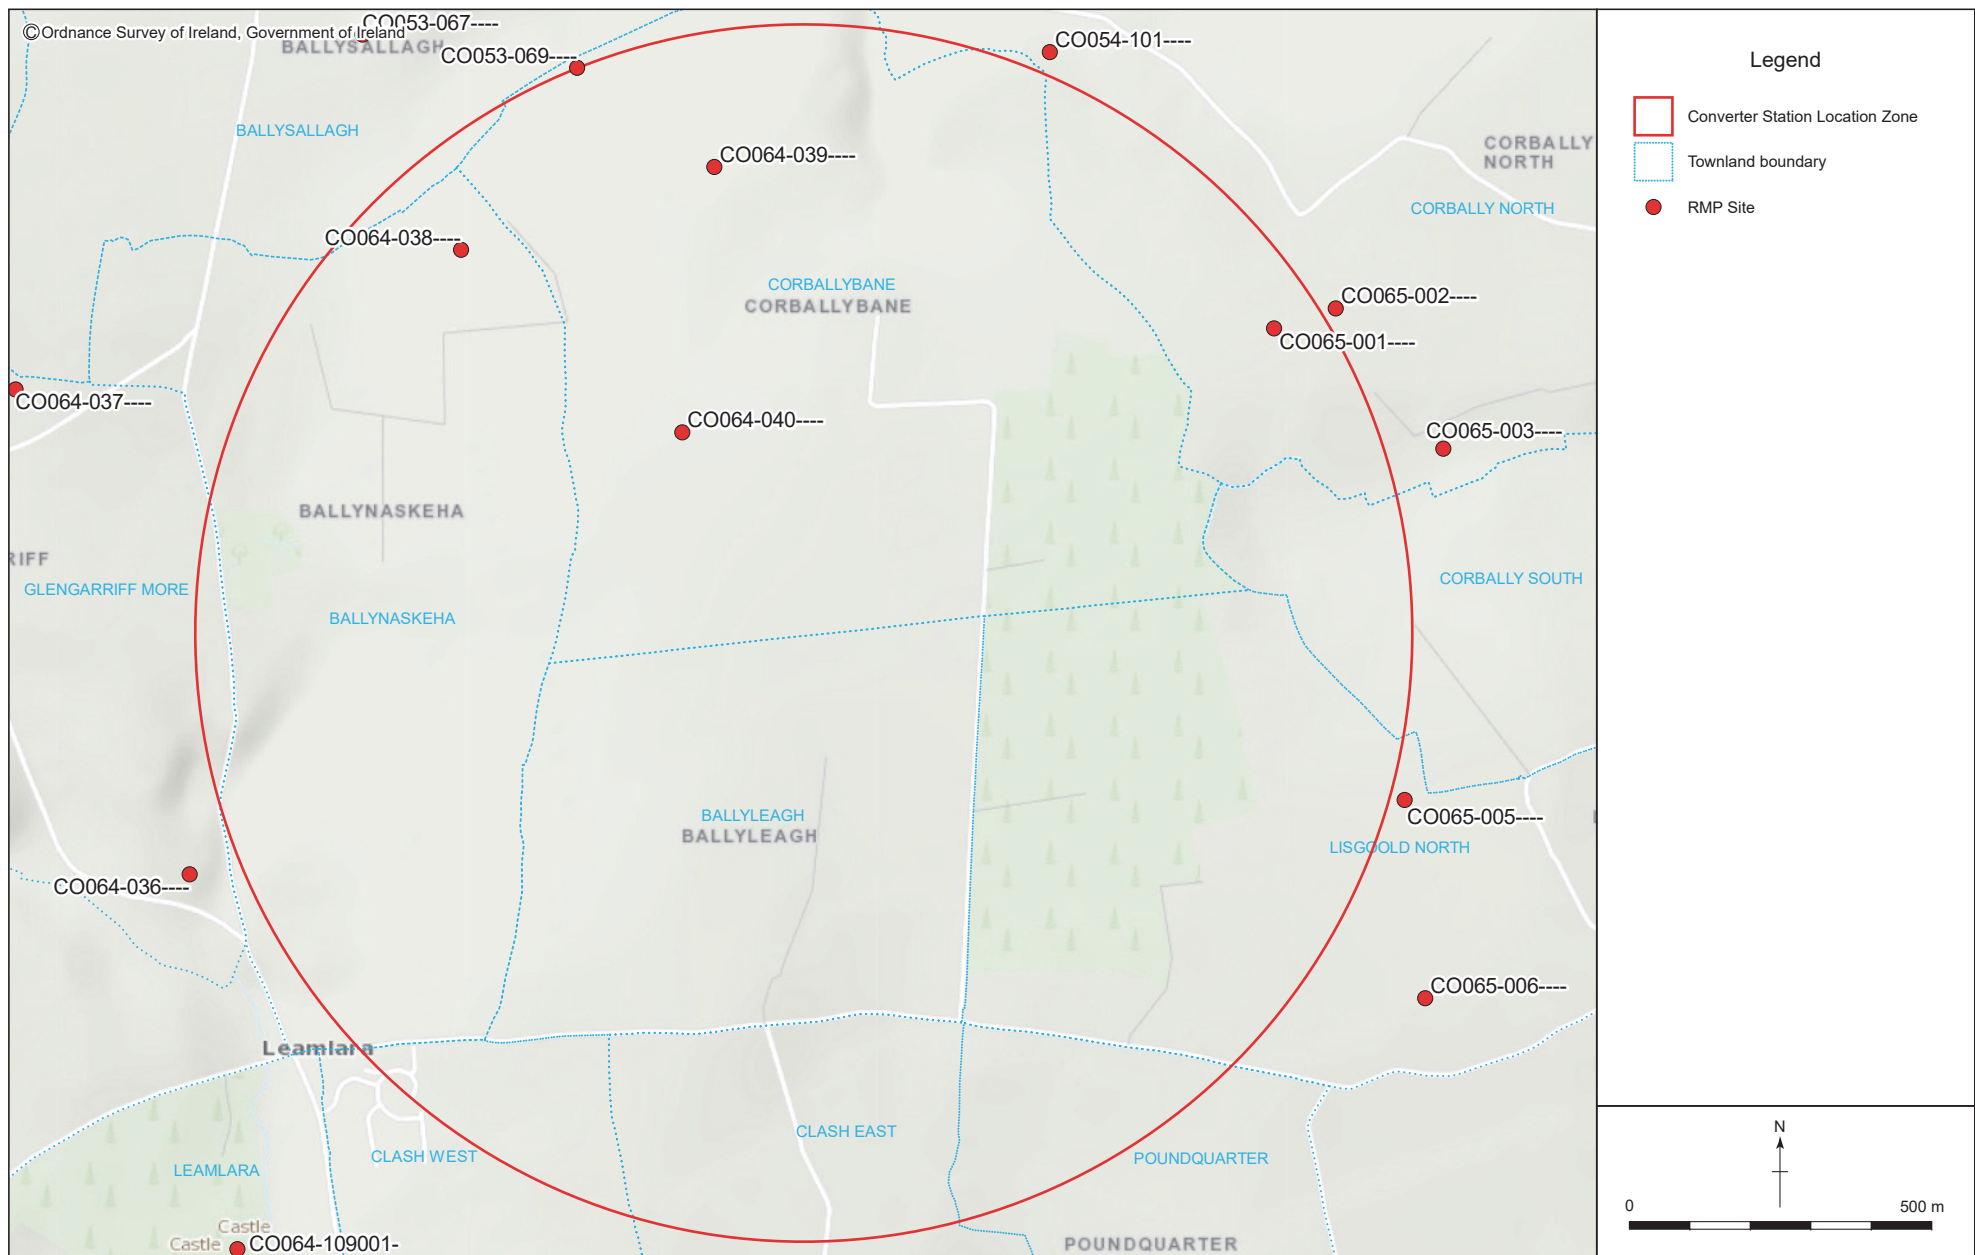 CO053-067----
©Ordnance Survey of Ireland, Government of Ireland
BALLYSALLAGH
CO053-069----
CO054-101----
BALLYSALLAGH
CO064-039----
CORBALLY
NORTH
CORBALLY NORTH
CO064-038----
CORBALLYBANE
CORBALLYBANE
CO065-002----
CO065-001----
CO064-037----
CO064-040----
CO065-003----
BALLYNASKEHA
RIFF
GLENGARRIFF MORE
CORBALLY SOUTH
BALLYNASKEHA
BALLYLEAGH
BALLYLEAGH
CO065-005----
LISGOOLD NORTH
CO064-036----
CO065-006----
Leamlara
CLASH EAST
CLASH WEST
POUNDQUARTER
LEAMLARA
Castle
Castle
CO064-109001-
POUNDQUARTER
Legend
Converter Station Location Zone
Townland boundary
RMP Site
N
0 500 m